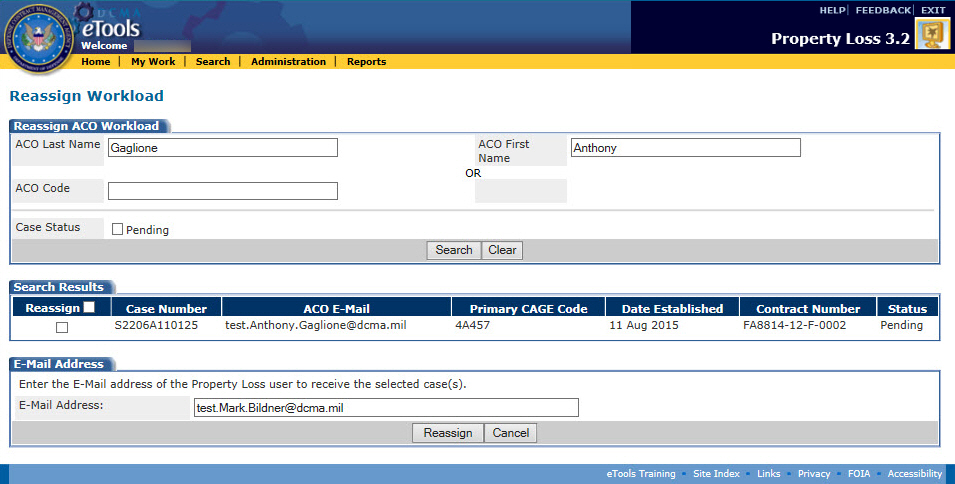 HELP| FEEDBACK| EXIT
DCMA
eTools
Welcome
Property Loss 3.2
Home | My Work | Search | Administration | Reports
Reassign Workload
Reassign ACO Workload
ACO Last Name Gaglione ACO First Name Anthony
OR
ACO Code
Case Status Pending
Search Clear
Search Results
Reassign Case Number ACO E-Mail Primary CAGE Code Date Established Contract Number Status
S2206A110125 test.Anthony.Gaglione@dcma.mil 4A457 11 Aug 2015 FA8814-12-F-0002 Pending
E-Mail Address
Enter the E-Mail address of the Property Loss user to receive the selected case(s).
E-Mail Address: test.Mark.Bildner@dcma.mil
Reassign Cancel
eTools Training Site Index Links Privacy FOIA Accessibility